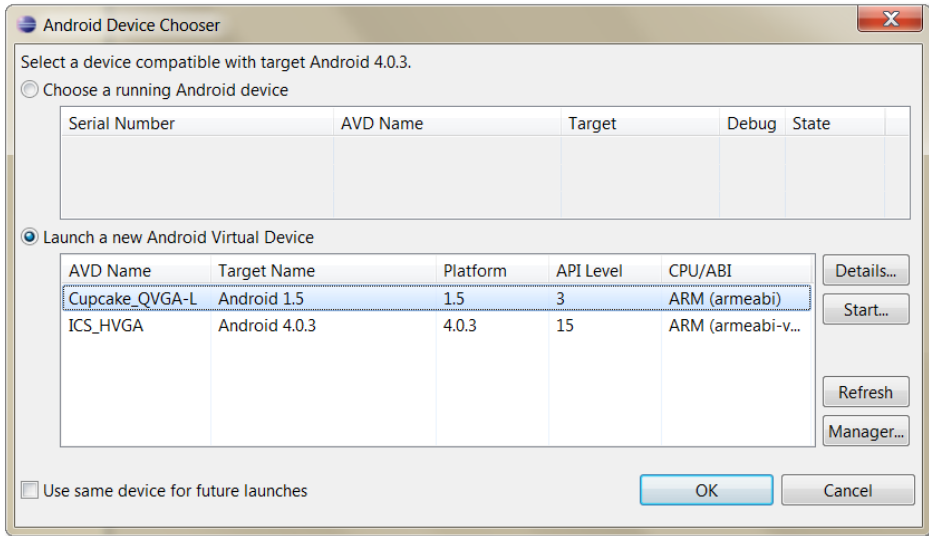 Android Device Chooser
Select a device compatible with target Android 4.0.3.
Choose a running Android device
Serial Number AVD Name Target Debug State
Launch a new Android Virtual Device
AVD Name Target Name Platform API Level CPU/ABI
Cupcake_QVGA-L Android 1.5 1.5 3 ARM (armeabi)
ICS_HVGA Android 4.0.3 4.0.3 15 ARM (armeabi-v...
Details...
Start...
Refresh
Manager...
Use same device for future launches
OK Cancel